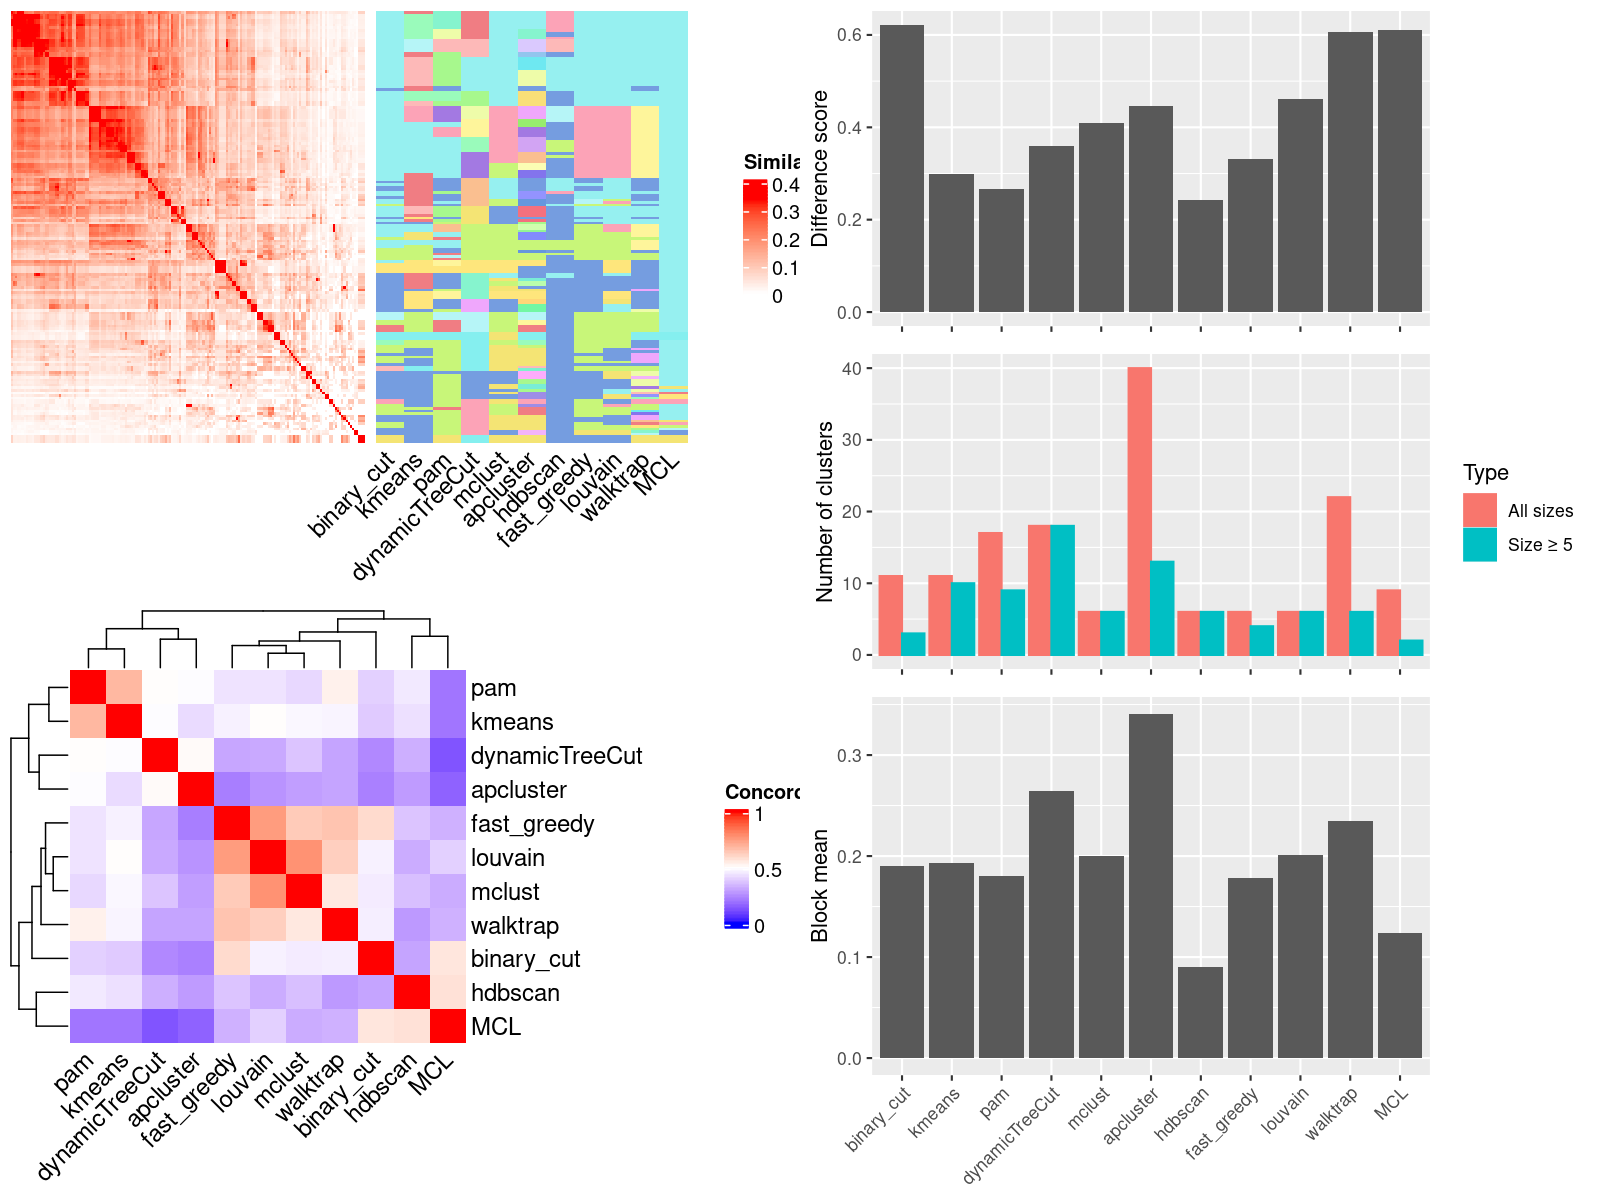 Simila
0.4
0.3
0.2
0.1
0
binary_cut
kmeans
pam
dynamicTreeCut
mclust
apcluster
hdbscan
fast_greedy
louvain
walktrap
MCL
pam
kmeans
dynamicTreeCut
apcluster
fast_greedy
louvain
mclust
walktrap
binary_cut
hdbscan
MCL
pam
kmeans
dynamicTreeCut
apcluster
fast_greedy
louvain
mclust
walktrap
binary_cut
hdbscan
MCL
Concord
1
0.5
0
Difference score
0.6
0.4
0.2
0.0
Number of clusters
40
30
20
10
0
Type
All sizes
Size ≥ 5
Block mean
0.3
0.2
0.1
0.0
binary_cut
kmeans
pam
dynamicTreeCut
mclust
apcluster
hdbscan
fast_greedy
louvain
walktrap
MCL